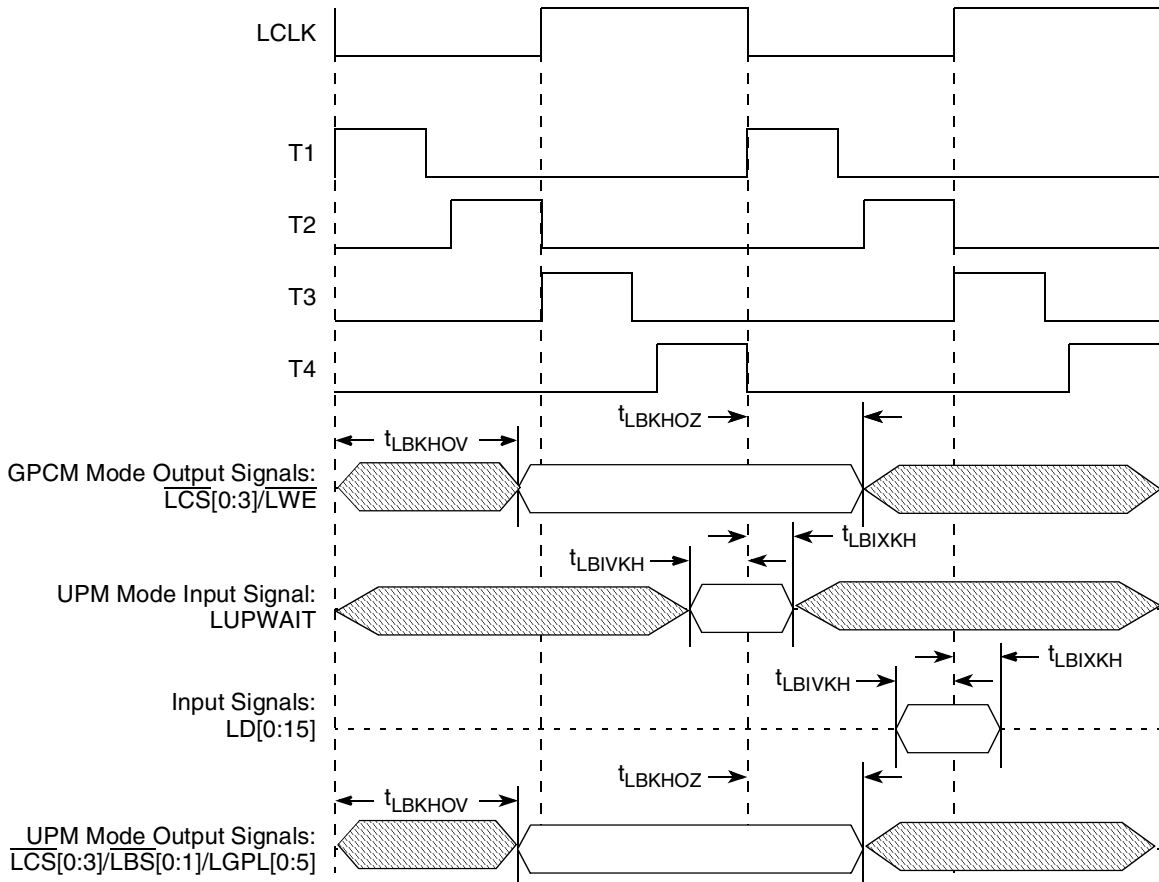 LCLK
T1
T2
T3
T4
tLBKHOZ
tLBKHOV
GPCM Mode Output Signals:
LCS[0:3]/LWE
tLBIXKH
tLBIVKH
UPM Mode Input Signal:
LUPWAIT
tLBIXKH
tLBIVKH
Input Signals:
LD[0:15]
tLBKHOZ
tLBKHOV
UPM Mode Output Signals:
LCS[0:3]/LBS[0:1]/LGPL[0:5]